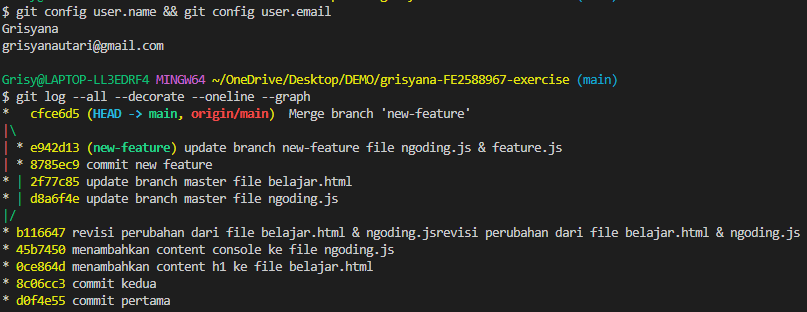 $ git config user.name && git config user.email
Grisyana
grisyanautari@gmail.com
Grisy@LAPTOP-LL3EDRF4 MINGW64 ~/OneDrive/Desktop/DEMO/grisyana-FE2588967-exercise (main)
$ git log --all --decorate --oneline --graph
*   cfce6d5 (HEAD -> main, origin/main)  Merge branch 'new-feature'
|\
| * e942d13 (new-feature) update branch new-feature file ngoding.js & feature.js
| * 8785ec9 commit new feature
* | 2f77c85 update branch master file belajar.html
* | d8a6f4e update branch master file ngoding.js
|/
* b116647 revisi perubahan dari file belajar.html & ngoding.jsrevisi perubahan dari file belajar.html & ngoding.js
* 45b7450 menambahkan content console ke file ngoding.js
* 0ce864d menambahkan content h1 ke file belajar.html
* 8c06cc3 commit kedua
* d0f4e55 commit pertama